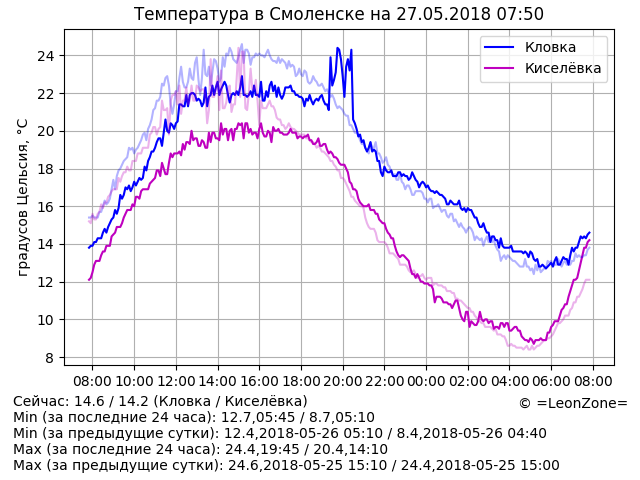 Температура в Смоленске на 27.05.2018 07:50
градусов Цельсия, °C
24
22
20
18
16
14
12
10
8
Кловка
Киселёвка
08:00 10:00 12:00 14:00 16:00 18:00 20:00 22:00 00:00 02:00 04:00 06:00 08:00
Сейчас: 14.6 / 14.2 (Кловка / Киселёвка)
© =LeonZone=
Min (за последние 24 часа): 12.7,05:45 / 8.7,05:10
Min (за предыдущие сутки): 12.4,2018-05-26 05:10 / 8.4,2018-05-26 04:40
Max (за последние 24 часа): 24.4,19:45 / 20.4,14:10
Max (за предыдущие сутки): 24.6,2018-05-25 15:10 / 24.4,2018-05-25 15:00